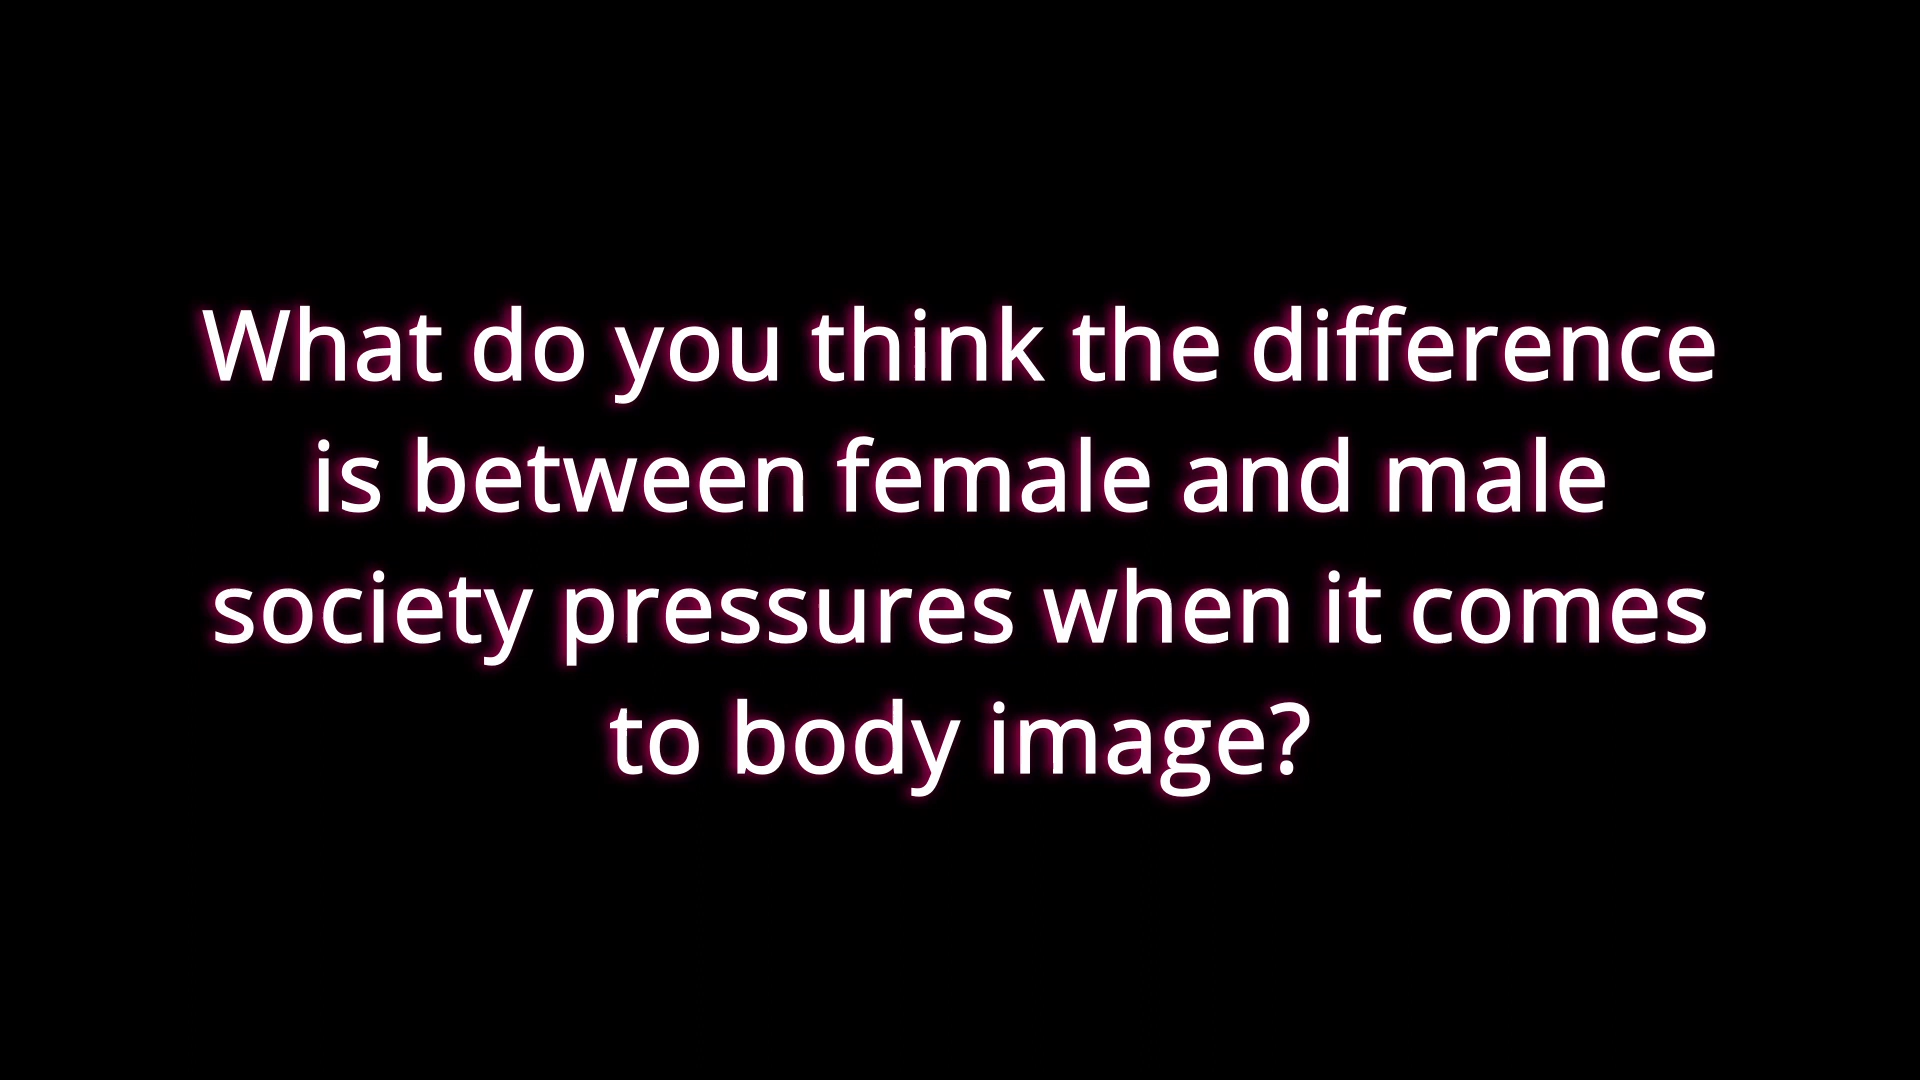 What do you think the difference
is between female and male
society pressures when it comes
to body image?